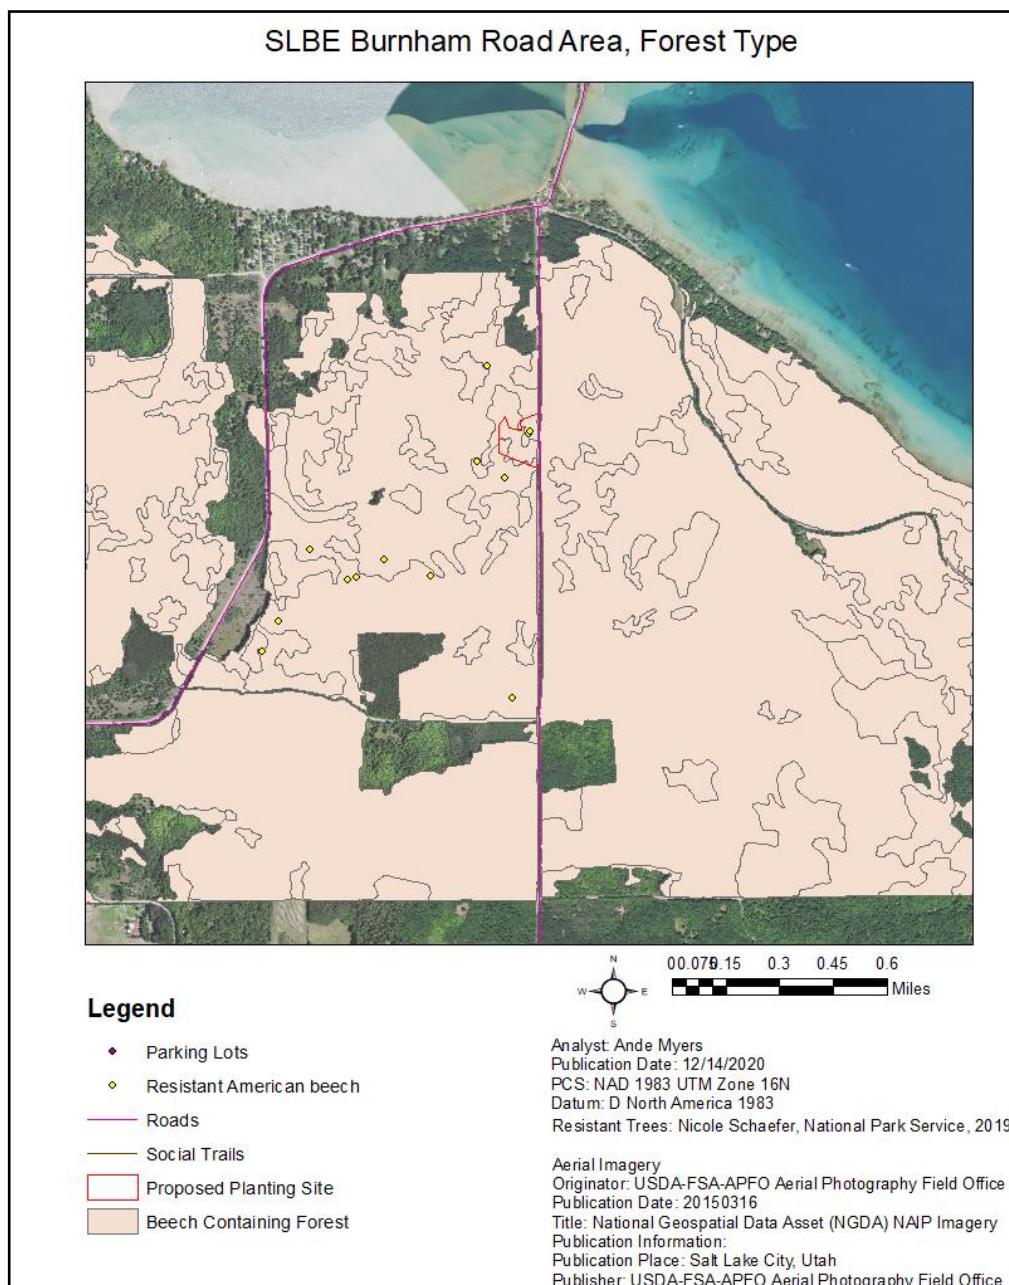 SLBE Burnham Road Area, Forest Type
N
W
E
S
0 0.075 0.15 0.3 0.45 0.6
Miles
Legend
Parking Lots
Resistant American beech
Roads
Social Trails
Proposed Planting Site
Beech Containing Forest
Analyst: Ande Myers
Publication Date: 12/14/2020
PCS: NAD 1983 UTM Zone 16N
Datum: D North America 1983
Resistant Trees: Nicole Schaefer, National Park Service, 2019
Aerial Imagery
Originator: USDA-FSA-APFO Aerial Photography Field Office
Publication Date: 20150316
Title: National Geospatial Data Asset (NGDA) NAIP Imagery
Publication Information:
Publication Place: Salt Lake City, Utah
Publisher: USDA-FSA-APFO Aerial Photography Field Office